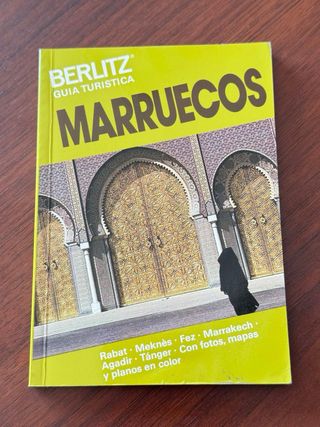 BERLITZ®
GUIA TURISTICA
MARRUECOS
Rabat · Meknès · Fez · Marrakech ·
Agadir · Tánger · Con fotos, mapas
y planos en color